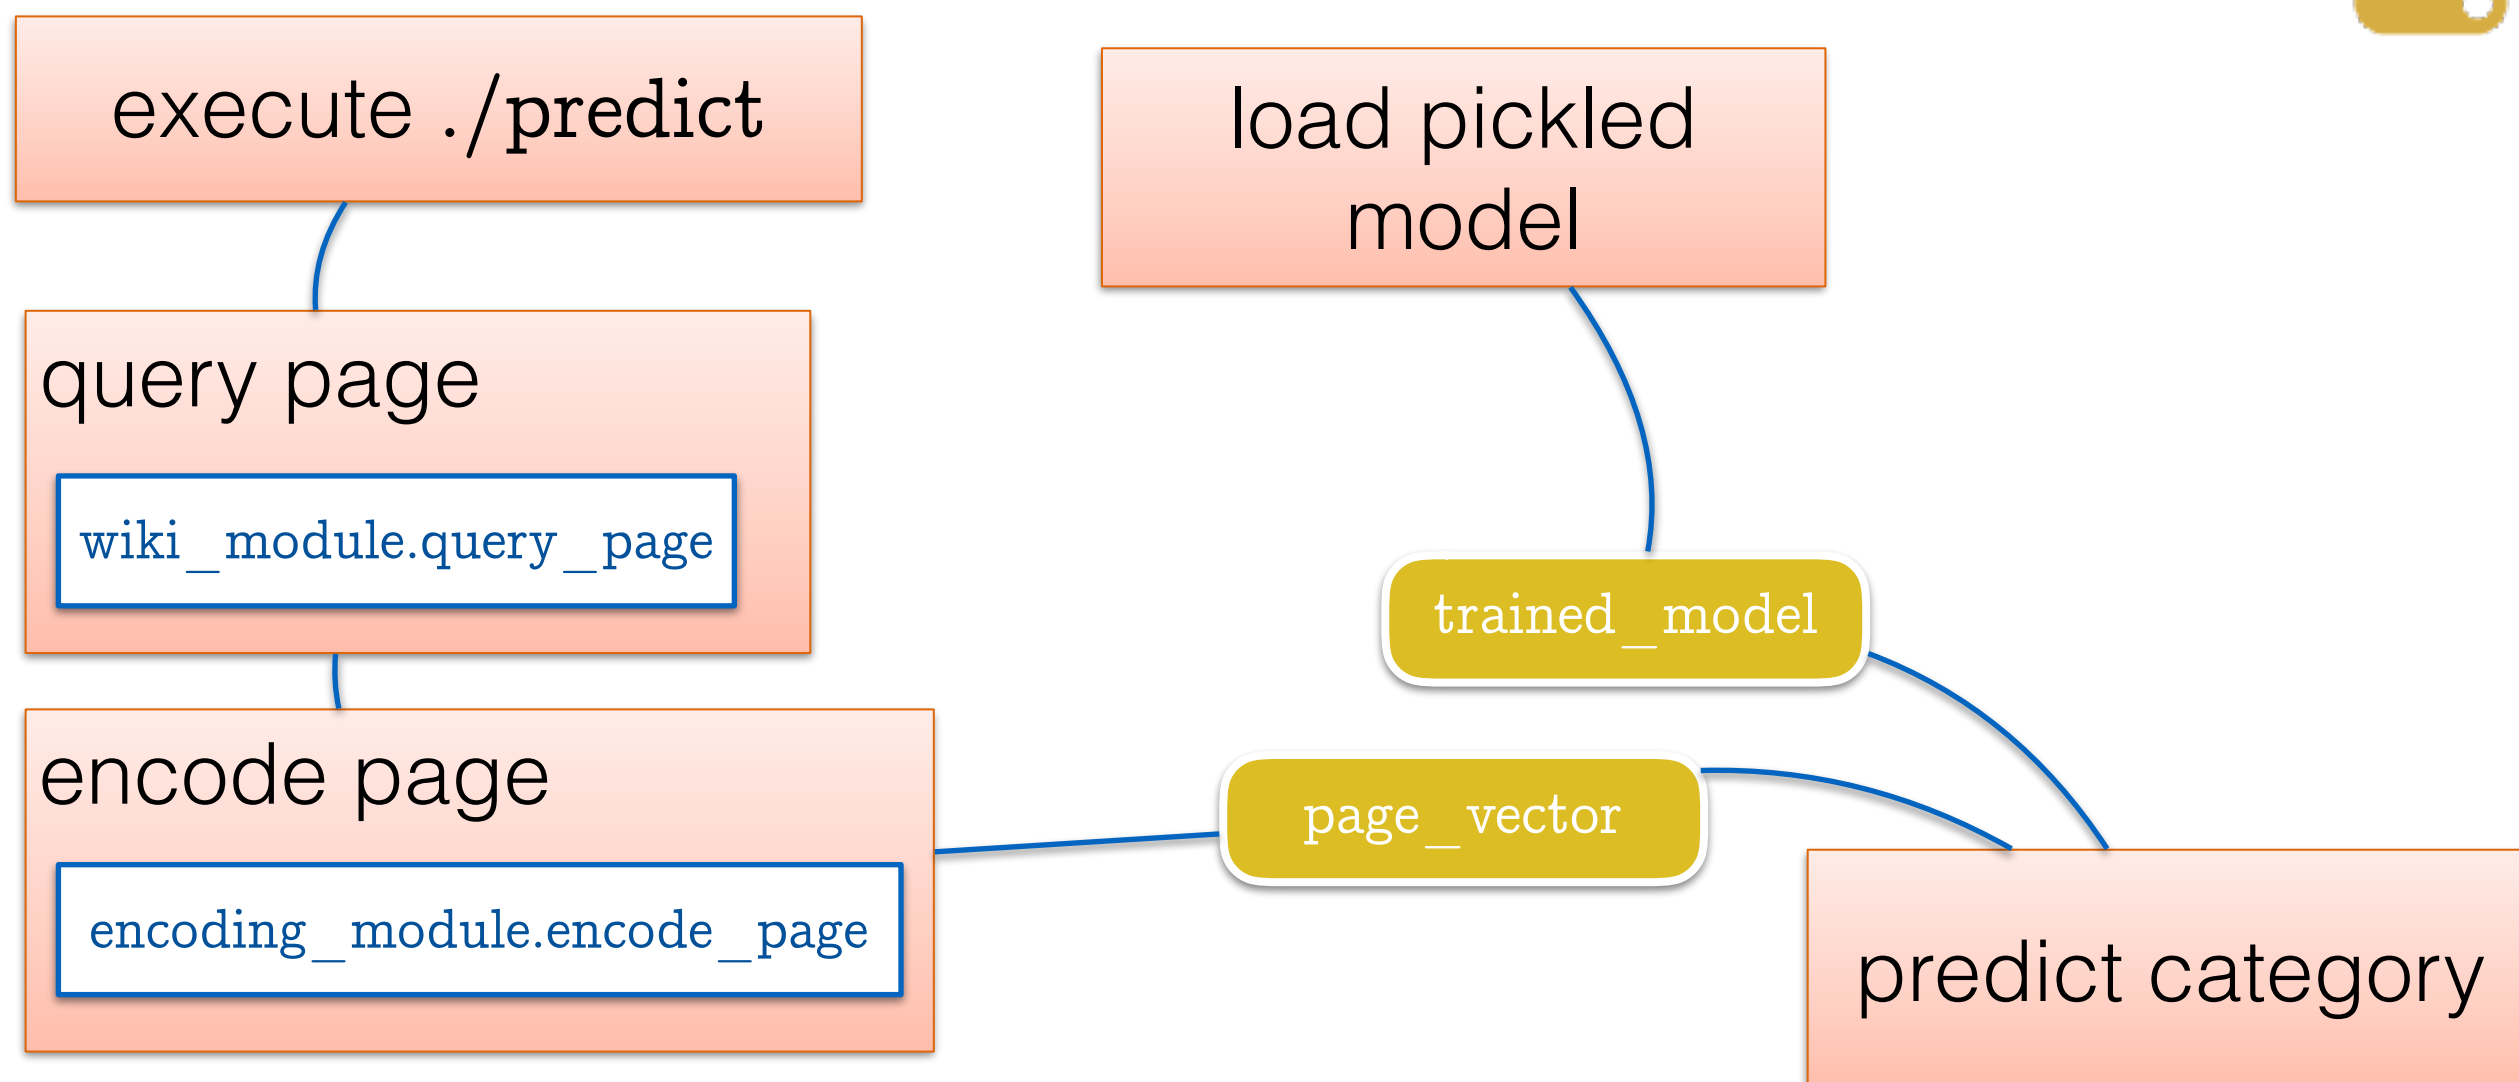 execute ./predict
load pickled
model
query page
wiki_module.query_page
trained_model
encode page
page_vector
encoding_module.encode_page
predict category